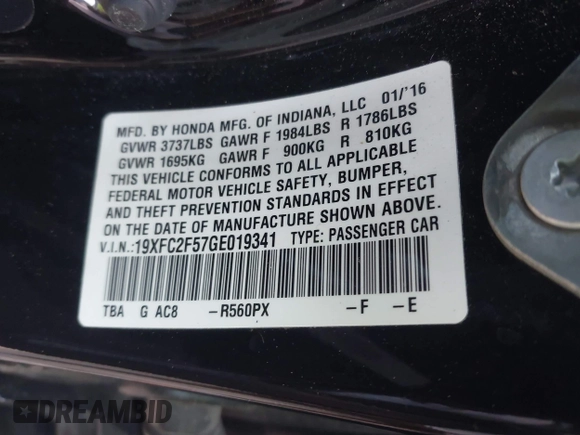 MFD. BY HONDA MFG. OF INDIANA, LLC 01/'16
GVWR 3737LBS GAWR F 1984LBS R 1786LBS
GVWR 1695KG GAWR F 900KG R 810KG
THIS VEHICLE CONFORMS TO ALL APPLICABLE
FEDERAL MOTOR VEHICLE SAFETY, BUMPER,
AND THEFT PREVENTION STANDARDS IN EFFECT
ON THE DATE OF MANUFACTURE SHOWN ABOVE.
V.I.N.:19XFC2F57GE019341 TYPE: PASSENGER CAR
TBA G AC8 -R560PX -F -E
DREAMBID